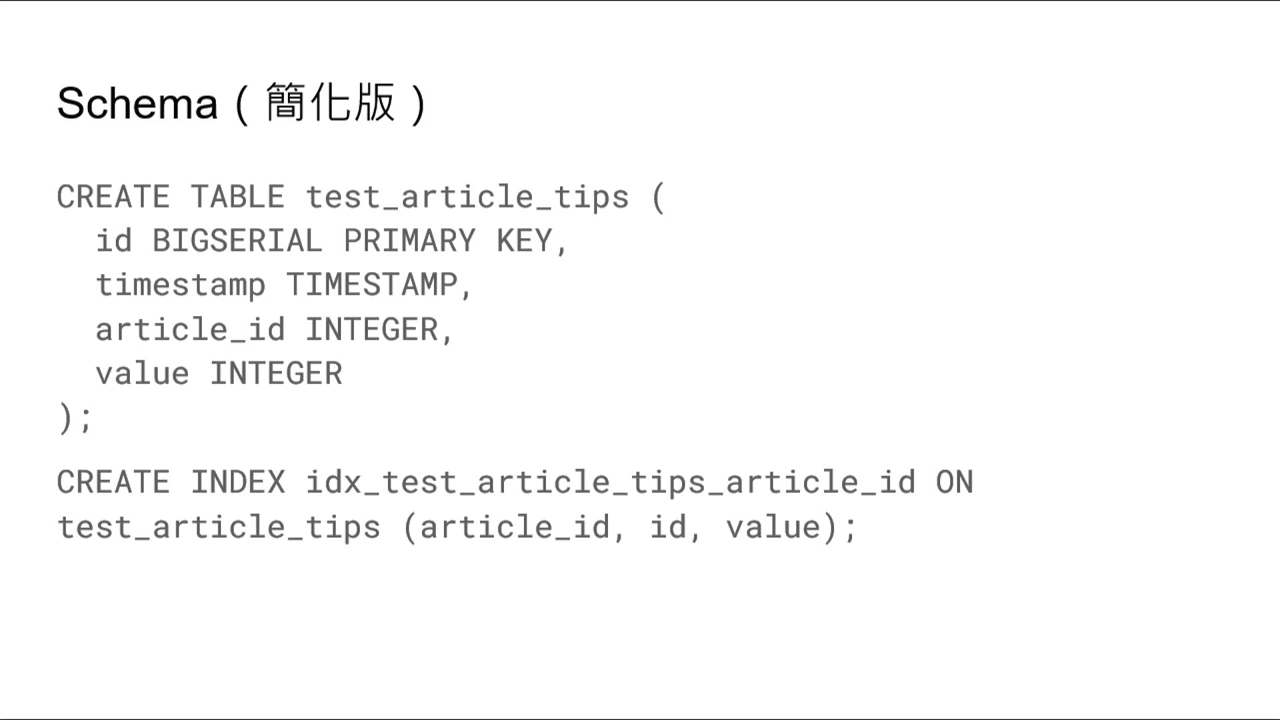 Schema（簡化版）
CREATE TABLE test_article_tips (
  id BIGSERIAL PRIMARY KEY,
  timestamp TIMESTAMP,
  article_id INTEGER,
  value INTEGER
);
CREATE INDEX idx_test_article_tips_article_id ON
test_article_tips (article_id, id, value);